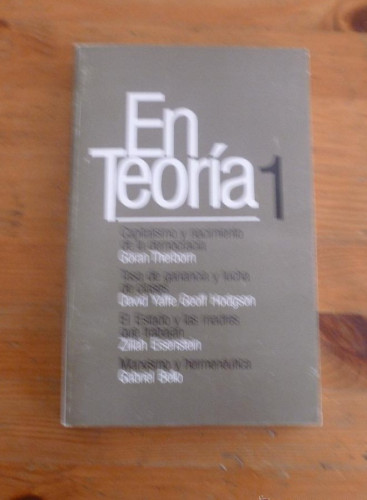 En
Teoría 1
Capitalismo y nacimiento
de la democracia
Göran Therborn
Tasa de ganancia y lucha
de clases
David Yaffe, Geoff Hodgson
El Estado y las madres
que trabajan
Zillah Eisenstein
Marxismo y hermenéutica
Gabriel Bello